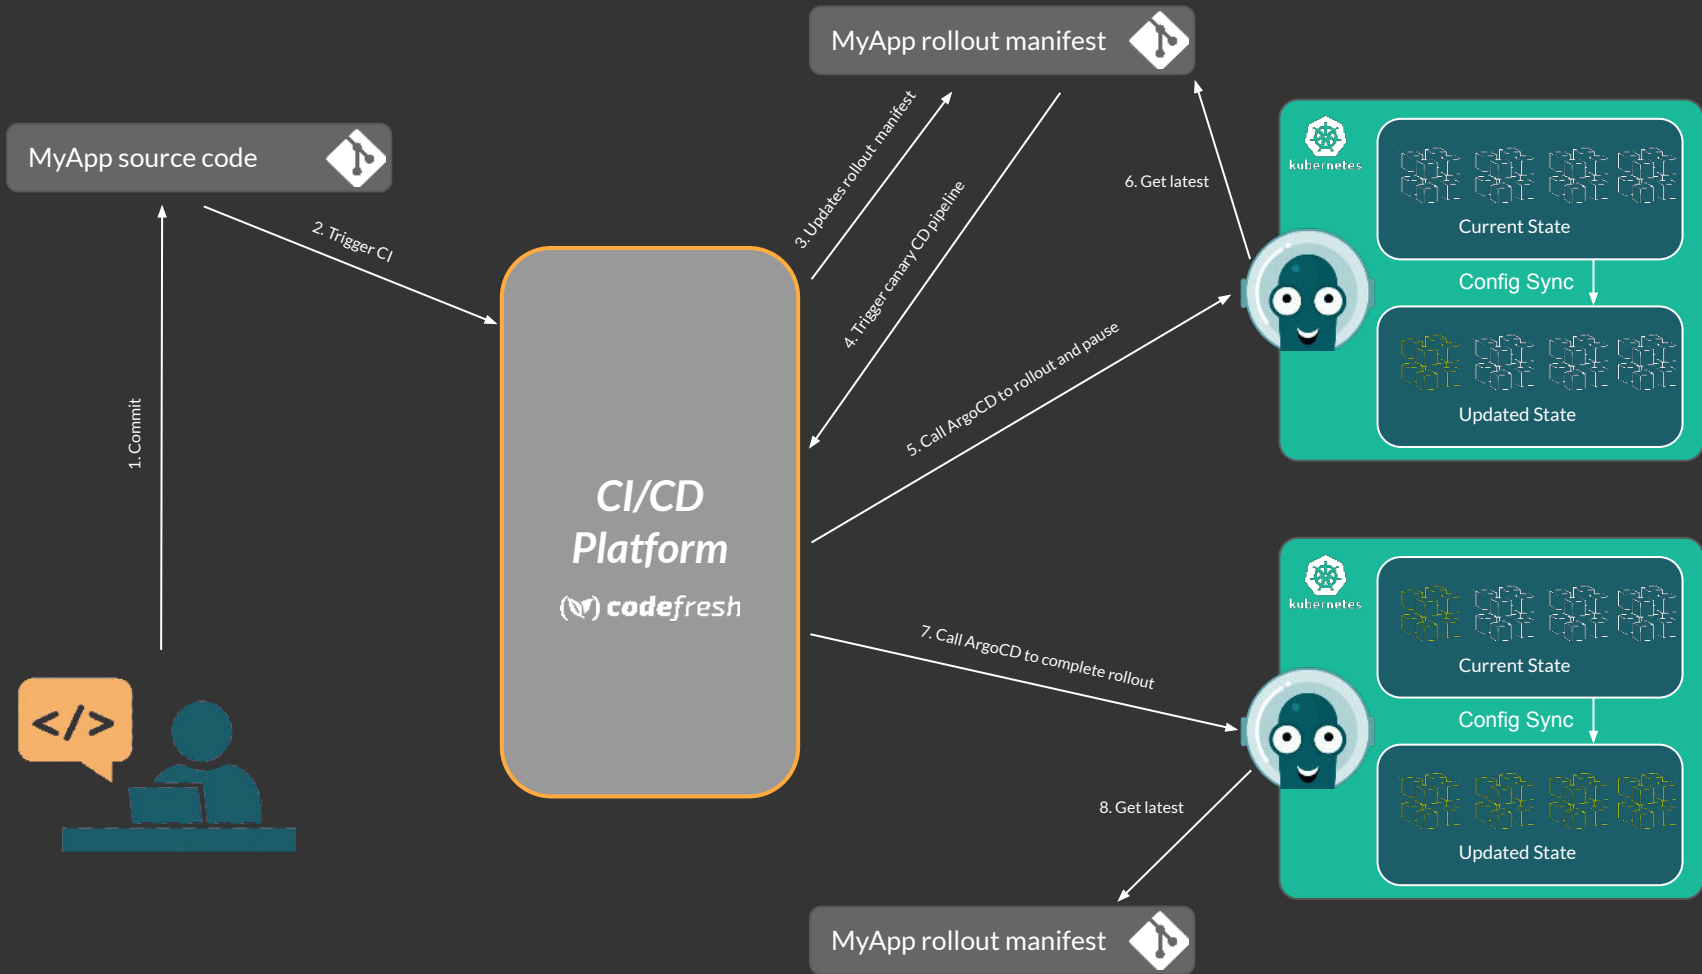 MyApp rollout manifest
MyApp source code
kubernetes
Current State
Config Sync
Updated State
1. Commit
2. Trigger CI
3. Updates rollout manifest
4. Trigger canary CD pipeline
5. Call ArgoCD to rollout and pause
6. Get latest
CI/CD
Platform
codefresh
</>
7. Call ArgoCD to complete rollout
8. Get latest
kubernetes
Current State
Config Sync
Updated State
MyApp rollout manifest